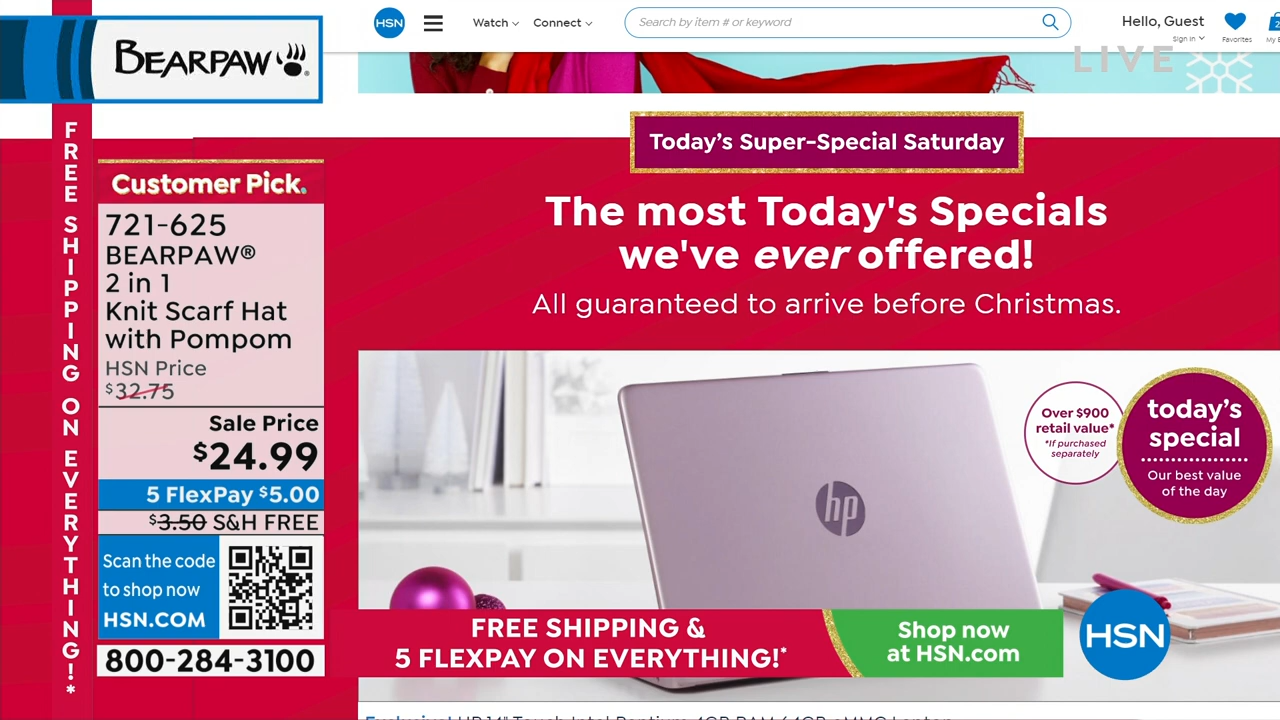 BEARPAW®
FREE SHIPPING ON EVERYTHING!*
Customer Pick.
721-625
BEARPAW®
2 in 1
Knit Scarf Hat
with Pompom
HSN Price
$32.75
Sale Price
$24.99
5 FlexPay $5.00
$3.50 S&H FREE
Scan the code
to shop now
HSN.COM
800-284-3100
HSN
Watch
Connect
Search by item # or keyword
Hello, Guest
Sign In
Favorites
LIVE
Today's Super-Special Saturday
The most Today's Specials
we've ever offered!
All guaranteed to arrive before Christmas.
hp
Over $900
retail value*
*If purchased
separately
today's
special
Our best value
of the day
FREE SHIPPING &
5 FLEXPAY ON EVERYTHING!*
Shop now
at HSN.com
HSN